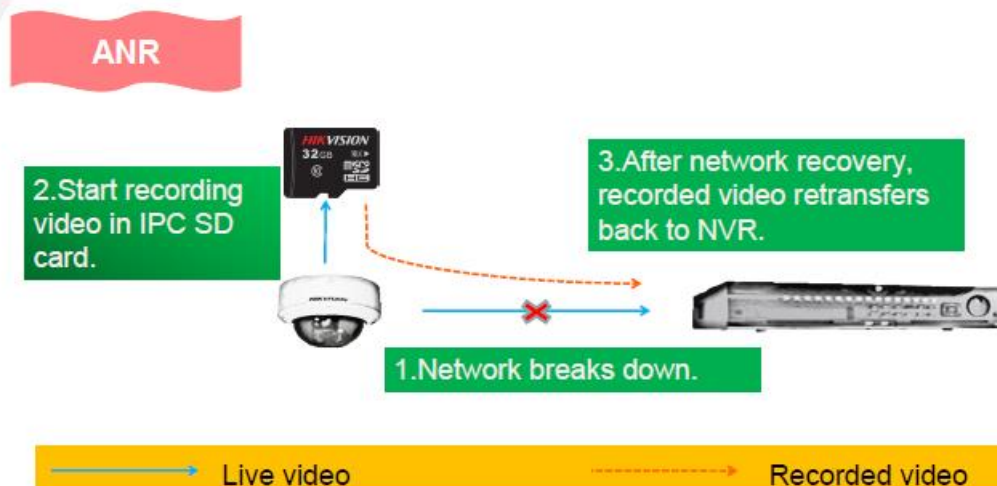 ANR
HIKVISION
32GB
2.Start recording
video in IPC SD
card.
3.After network recovery,
recorded video retransfers
back to NVR.
HIKVISION
1.Network breaks down.
Live video
Recorded video